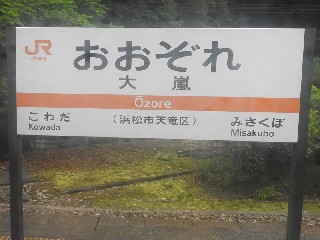 JR
おおぞれ
大嵐
Ōzore
こわだ (浜松市天竜区) みさくぼ
Kowada Misakubo